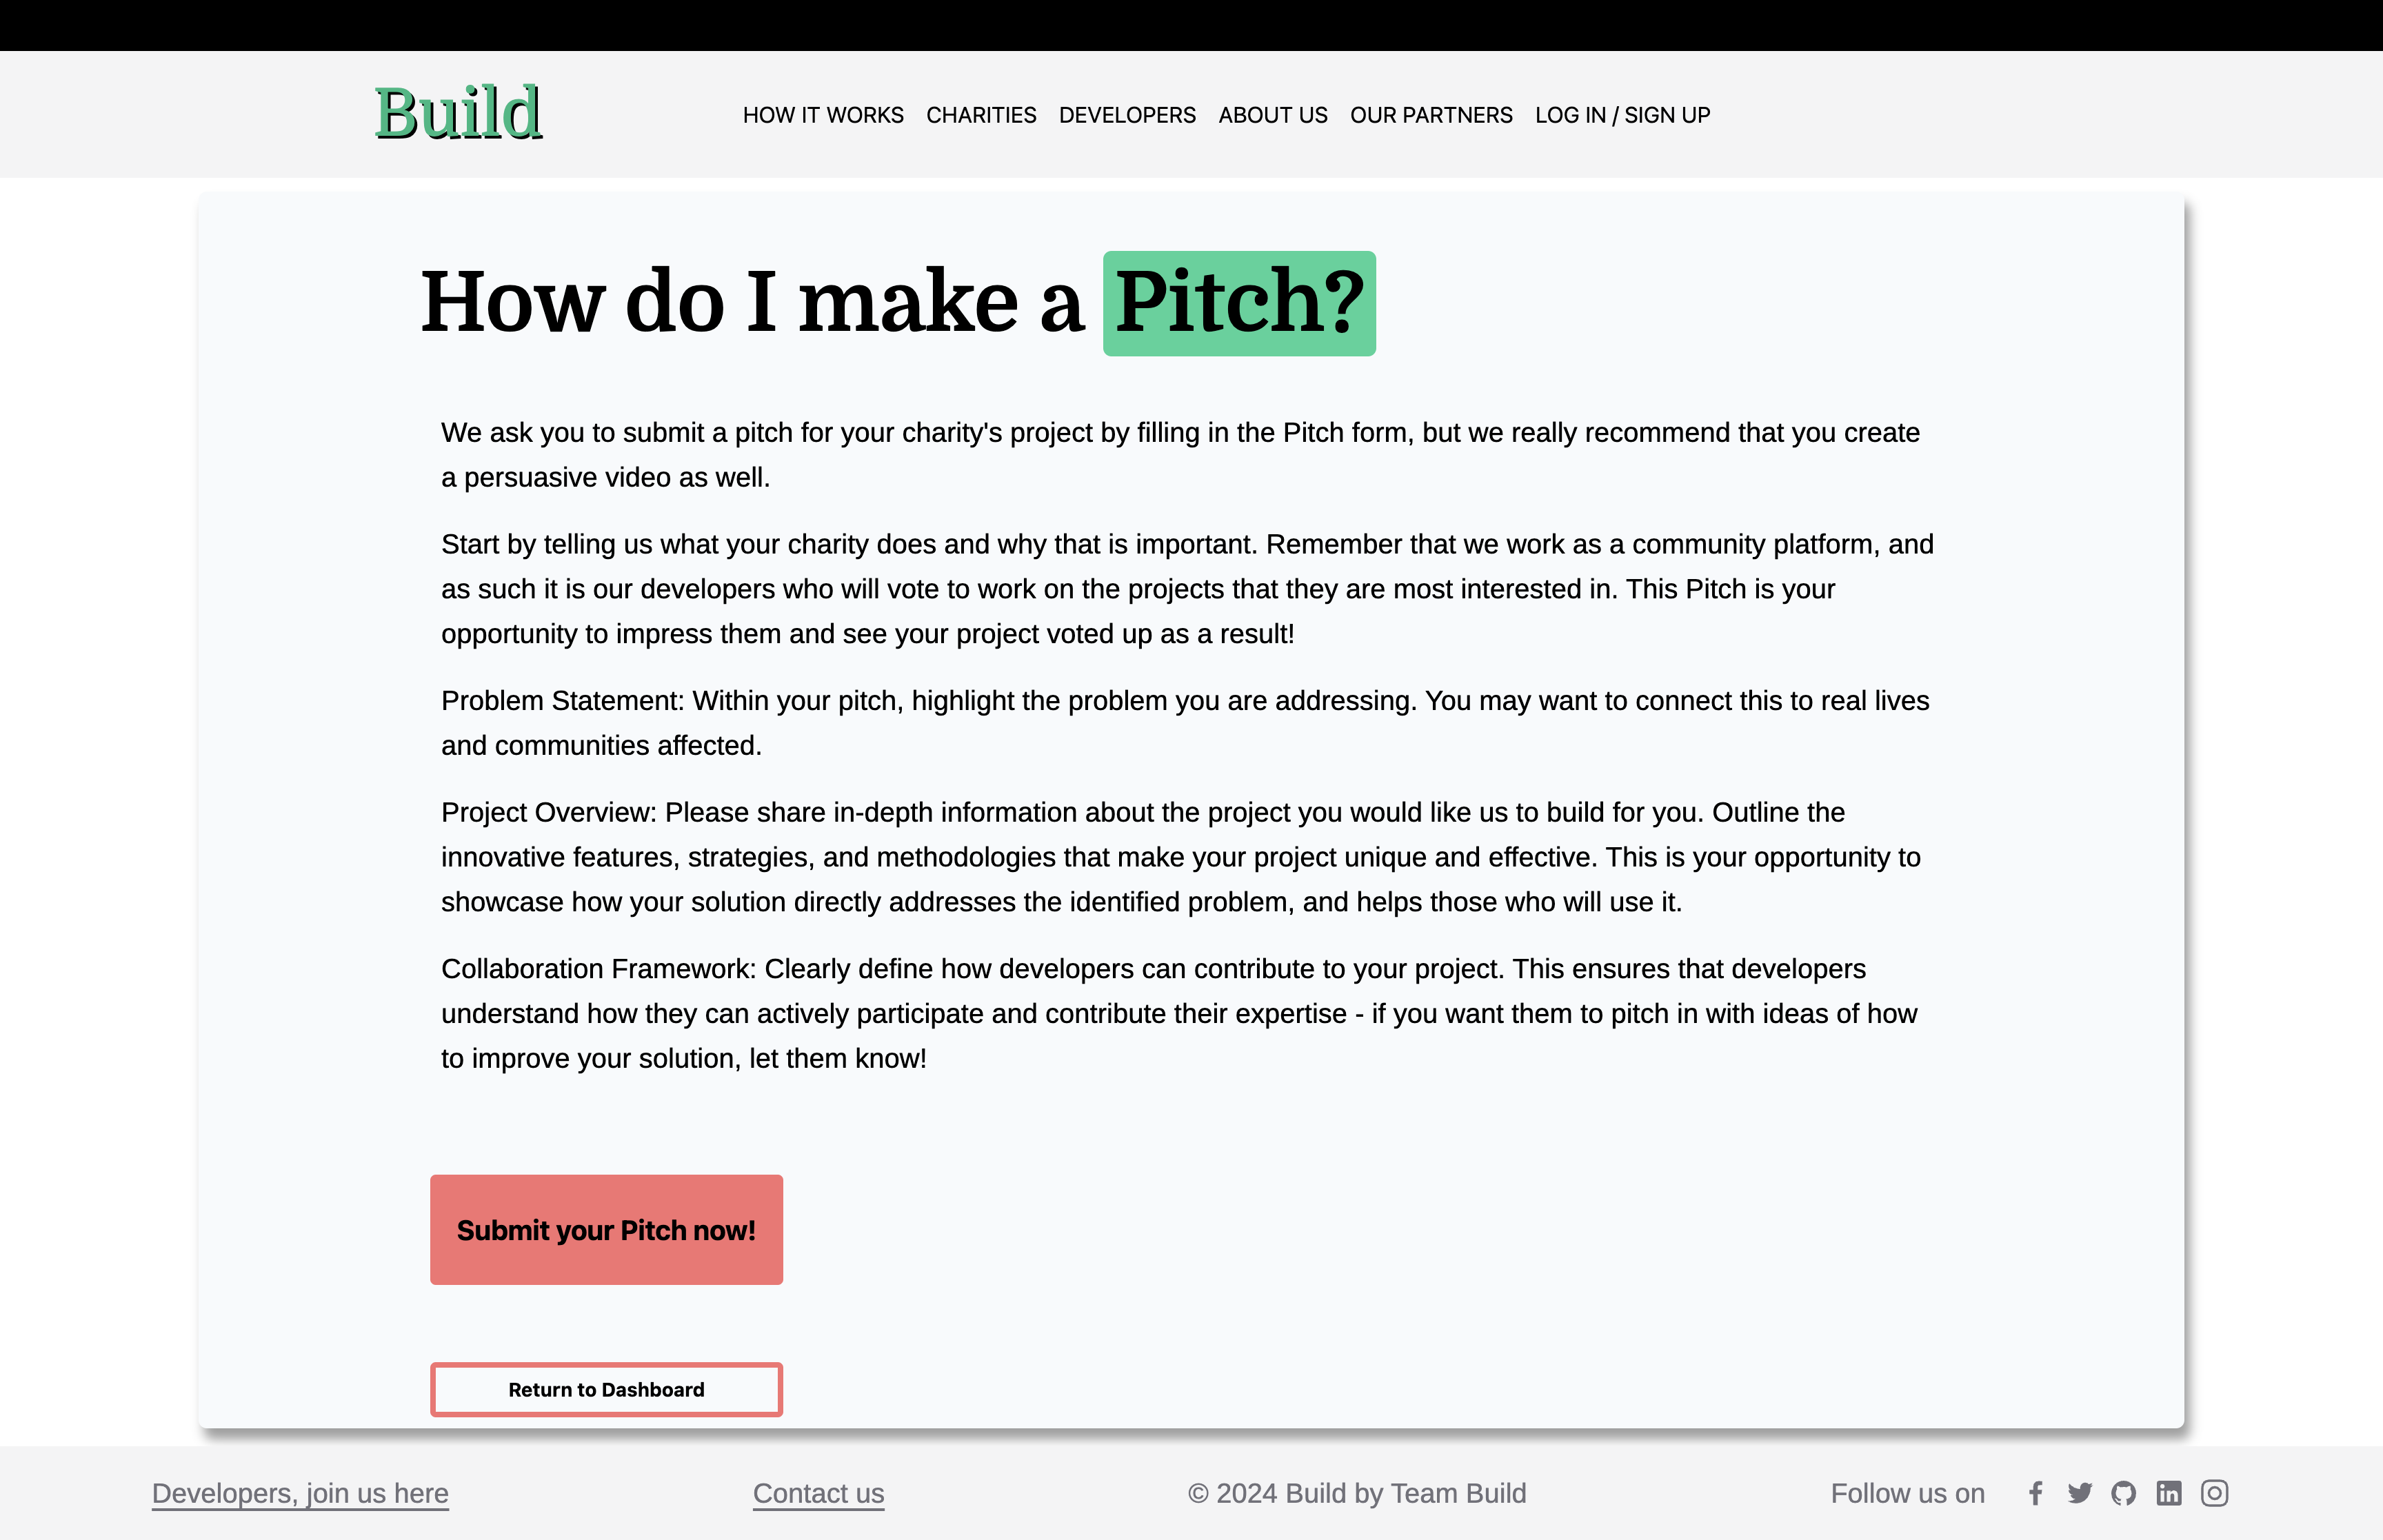 Build
HOW IT WORKS CHARITIES DEVELOPERS ABOUT US OUR PARTNERS LOG IN / SIGN UP
How do I make a Pitch?
We ask you to submit a pitch for your charity's project by filling in the Pitch form, but we really recommend that you create
a persuasive video as well.
Start by telling us what your charity does and why that is important. Remember that we work as a community platform, and
as such it is our developers who will vote to work on the projects that they are most interested in. This Pitch is your
opportunity to impress them and see your project voted up as a result!
Problem Statement: Within your pitch, highlight the problem you are addressing. You may want to connect this to real lives
and communities affected.
Project Overview: Please share in-depth information about the project you would like us to build for you. Outline the
innovative features, strategies, and methodologies that make your project unique and effective. This is your opportunity to
showcase how your solution directly addresses the identified problem, and helps those who will use it.
Collaboration Framework: Clearly define how developers can contribute to your project. This ensures that developers
understand how they can actively participate and contribute their expertise - if you want them to pitch in with ideas of how
to improve your solution, let them know!
Submit your Pitch now!
Return to Dashboard
Developers, join us here Contact us © 2024 Build by Team Build Follow us on